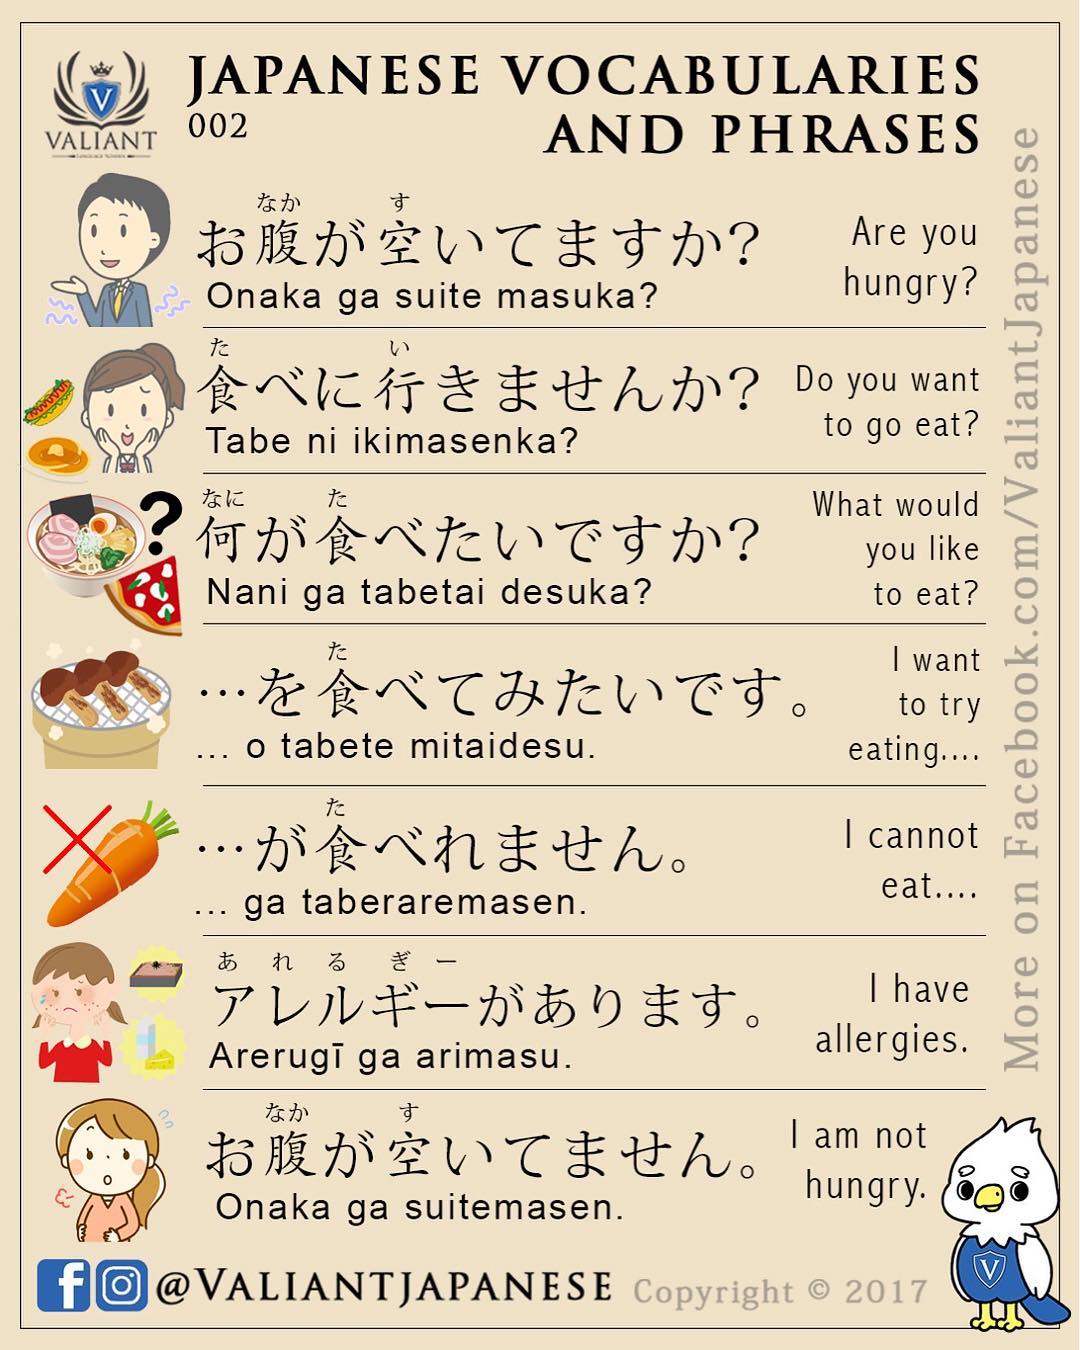 VALIANT
JAPANESE VOCABULARIES
002
AND PHRASES
なか す
お腹が空いてますか?
Onaka ga suite masuka?
Are you
hungry?
た い
食べに行きませんか?
Tabe ni ikimasenka?
Do you want
to go eat?
なに た
何が食べたいですか?
Nani ga tabetai desuka?
What would
you like
to eat?
?
た
…を食べてみたいです。
... o tabete mitaidesu.
I want
to try
eating....
た
…が食べれません。
... ga taberaremasen.
I cannot
eat....
あ れ る ぎ ー
アレルギーがあります。
Arerugī ga arimasu.
I have
allergies.
なか す
お腹が空いてません。
Onaka ga suitemasen.
I am not
hungry.
More on Facebook.com/ValiantJapanese
@VALIANTJAPANESE
Copyright © 2017
V